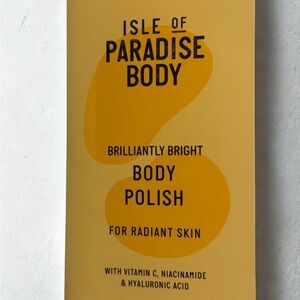 ISLE OF
PARADISE
BODY
BRILLIANTLY BRIGHT
BODY
POLISH
FOR RADIANT SKIN
WITH VITAMIN C, NIACINAMIDE
& HYALURONIC ACID